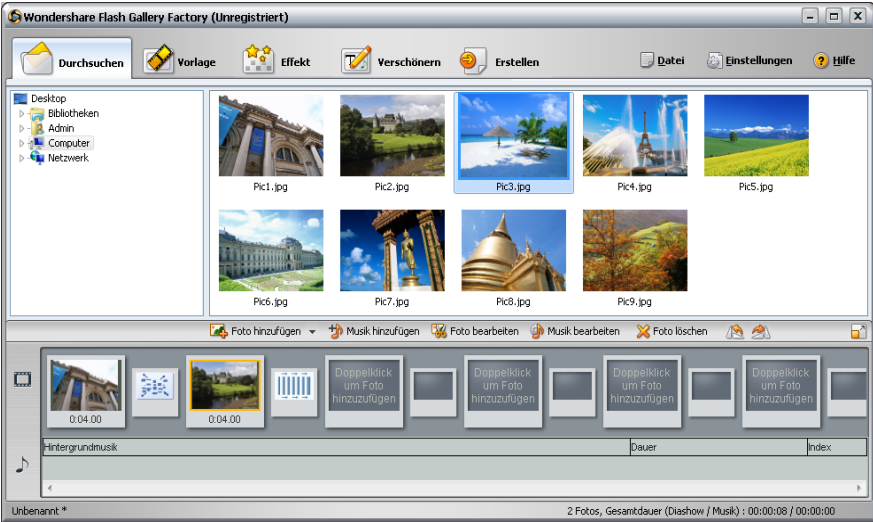 Wondershare Flash Gallery Factory (Unregistriert)
Durchsuchen Vorlage Effekt Verschönern Erstellen Datei Einstellungen Hilfe
Desktop
Bibliotheken
Admin
Computer
Netzwerk
Pic1.jpg Pic2.jpg Pic3.jpg Pic4.jpg Pic5.jpg
Pic6.jpg Pic7.jpg Pic8.jpg Pic9.jpg
Foto hinzufügen Musik hinzufügen Foto bearbeiten Musik bearbeiten Foto löschen
Doppelklick Doppelklick Doppelklick Doppelklick
um Foto um Foto um Foto um Foto
hinzuzufügen hinzuzufügen hinzuzufügen hinzuzufügen
0:04.00 0:04.00
Hintergrundmusik Dauer Index
Unbenannt * 2 Fotos, Gesamtdauer (Diashow / Musik) : 00:00:08 / 00:00:00